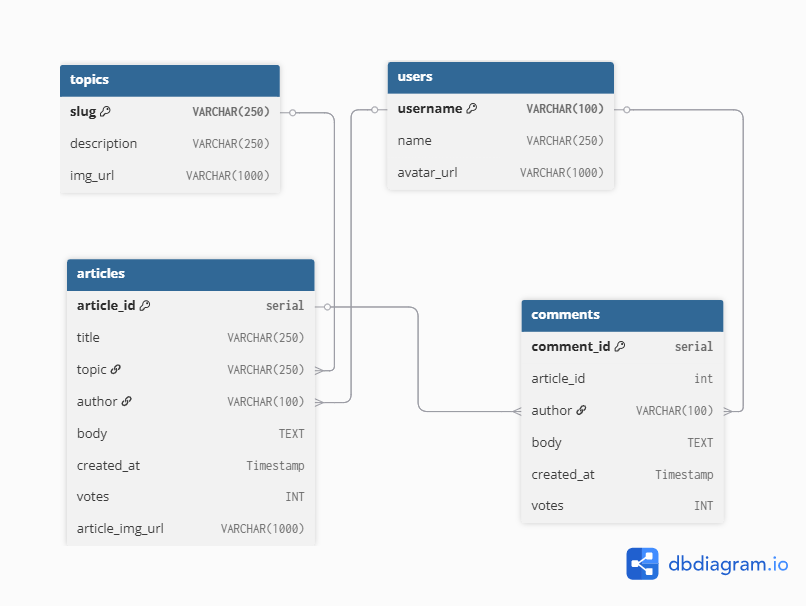 topics
slug VARCHAR(250)
description VARCHAR(250)
img_url VARCHAR(1000)
users
username VARCHAR(100)
name VARCHAR(250)
avatar_url VARCHAR(1000)
articles
article_id serial
title VARCHAR(250)
topic VARCHAR(250)
author VARCHAR(100)
body TEXT
created_at Timestamp
votes INT
article_img_url VARCHAR(1000)
comments
comment_id serial
article_id int
author VARCHAR(100)
body TEXT
created_at Timestamp
votes INT
dbdiagram.io